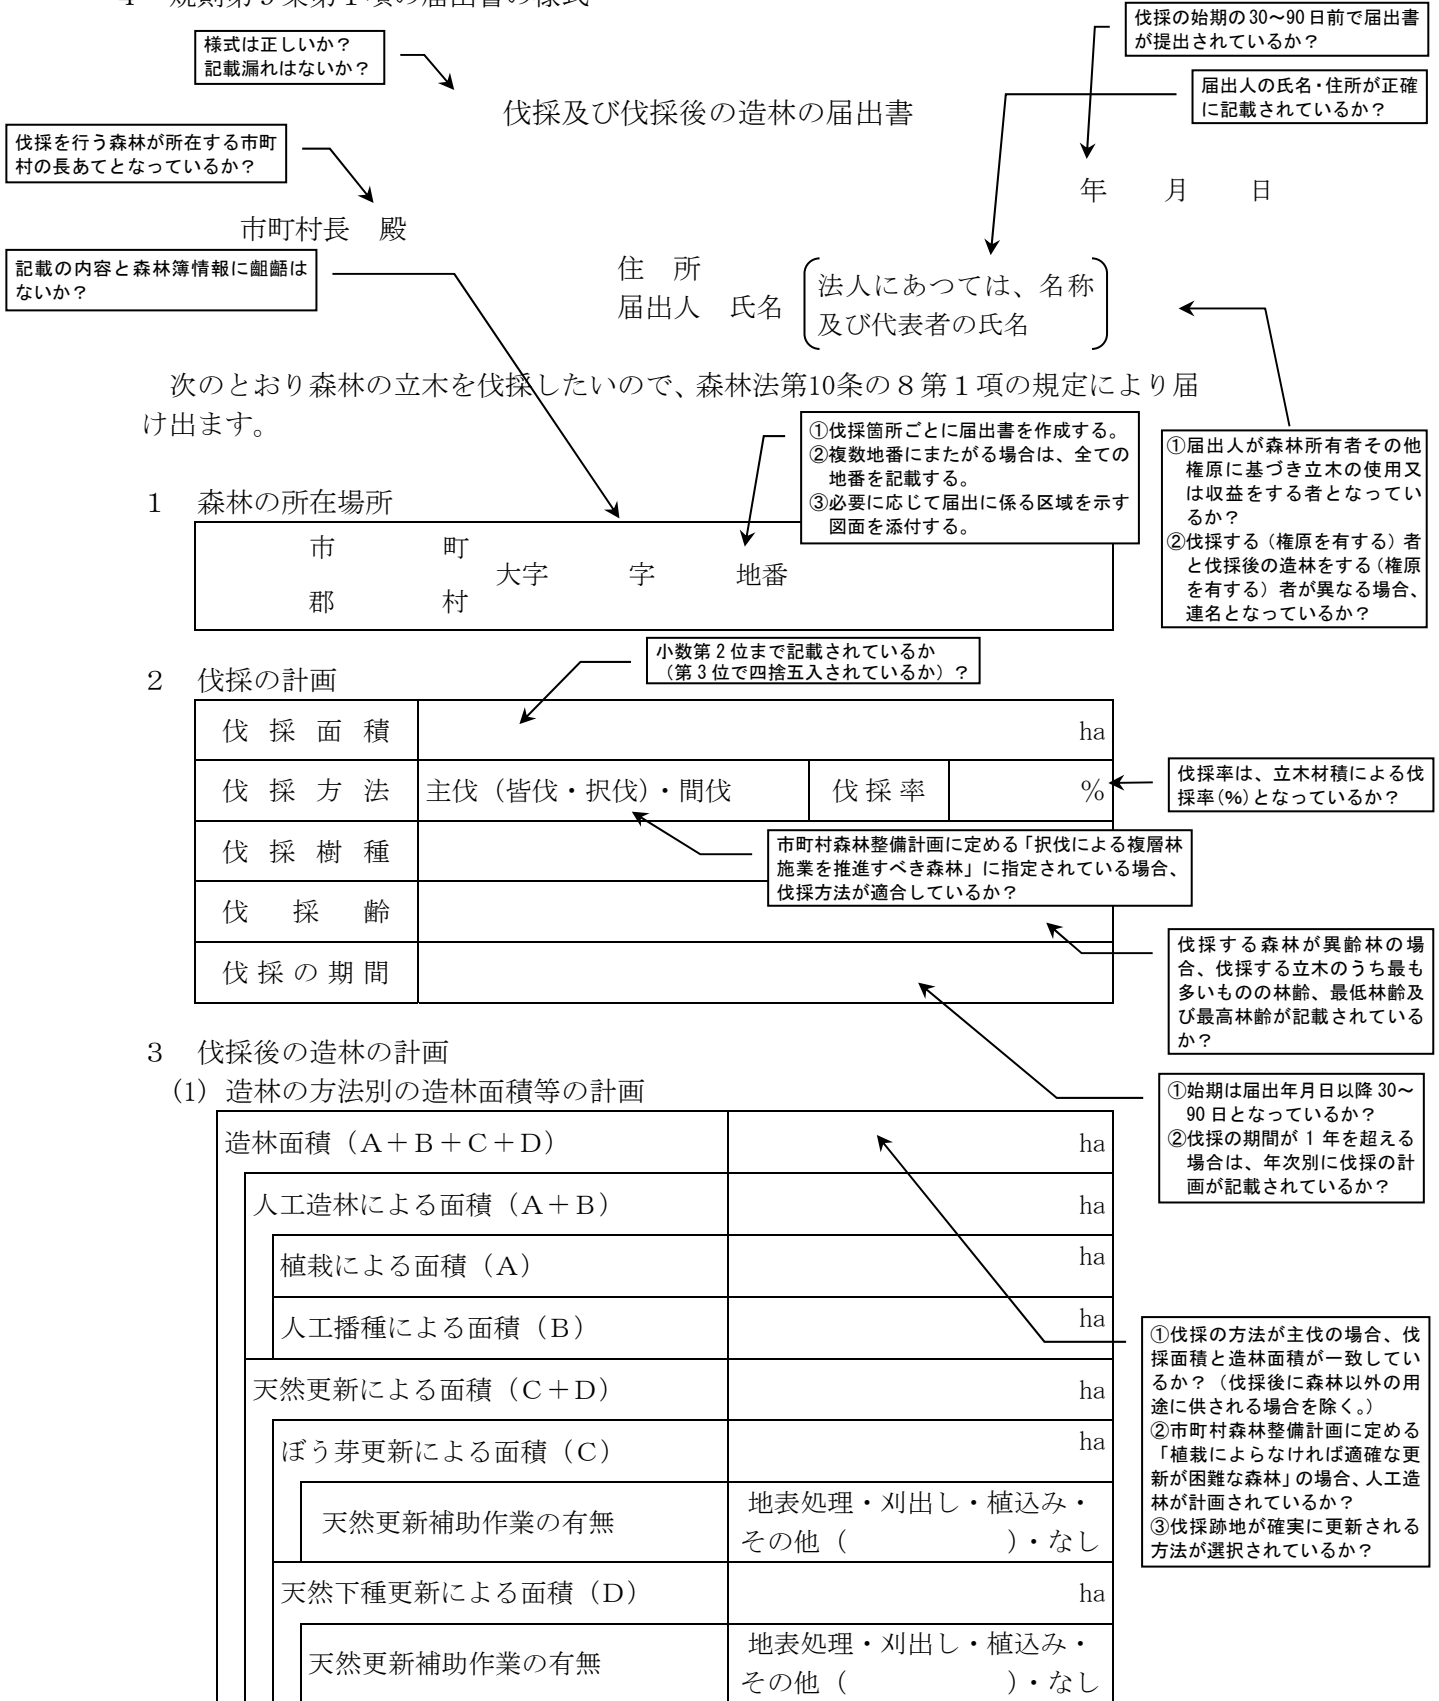 ４　規則第９条第１項の届出書の様式
伐採の始期の30～90日前で届出書
が提出されているか？
様式は正しいか？
記載漏れはないか？
届出人の氏名・住所が正確
に記載されているか？
伐採及び伐採後の造林の届出書
伐採を行う森林が所在する市町
村の長あてとなっているか？
年　　月　　日
市町村長　殿
記載の内容と森林簿情報に齟齬は
ないか？
住　所
届出人　氏名
法人にあつては、名称
及び代表者の氏名
次のとおり森林の立木を伐採したいので、森林法第10条の８第１項の規定により届
け出ます。
①伐採箇所ごとに届出書を作成する。
②複数地番にまたがる場合は、全ての
地番を記載する。
③必要に応じて届出に係る区域を示す
図面を添付する。
①届出人が森林所有者その他
権原に基づき立木の使用又
は収益をする者となってい
るか？
②伐採する（権原を有する）者
と伐採後の造林をする（権原
を有する）者が異なる場合、
連名となっているか？
１　森林の所在場所
市　　町
大字　　字　　地番
郡　　村
小数第２位まで記載されているか
（第３位で四捨五入されているか）？
２　伐採の計画
伐採面積　ha
伐採方法　主伐（皆伐・択伐）・間伐　伐採率　％
伐採率は、立木材積による伐
採率(%)となっているか？
伐採樹種
市町村森林整備計画に定める「択伐による複層林
施業を推進すべき森林」に指定されている場合、
伐採方法が適合しているか？
伐採齢
伐採する森林が異齢林の場
合、伐採する立木のうち最も
多いものの林齢、最低林齢及
び最高林齢が記載されている
か？
伐採の期間
３　伐採後の造林の計画
(1) 造林の方法別の造林面積等の計画
①始期は届出年月日以降30～
90日となっているか？
②伐採の期間が１年を超える
場合は、年次別に伐採の計
画が記載されているか？
造林面積（Ａ＋Ｂ＋Ｃ＋Ｄ）　ha
人工造林による面積（Ａ＋Ｂ）　ha
植栽による面積（Ａ）　ha
人工播種による面積（Ｂ）　ha
①伐採の方法が主伐の場合、伐
採面積と造林面積が一致してい
るか？（伐採後に森林以外の用
途に供される場合を除く。）
②市町村森林整備計画に定める
「植栽によらなければ適確な更
新が困難な森林」の場合、人工造
林が計画されているか？
③伐採跡地が確実に更新される
方法が選択されているか？
天然更新による面積（Ｃ＋Ｄ）　ha
ぼう芽更新による面積（Ｃ）　ha
天然更新補助作業の有無
地表処理・刈出し・植込み・
その他（　　　　　　）・なし
天然下種更新による面積（Ｄ）　ha
天然更新補助作業の有無
地表処理・刈出し・植込み・
その他（　　　　　　）・なし